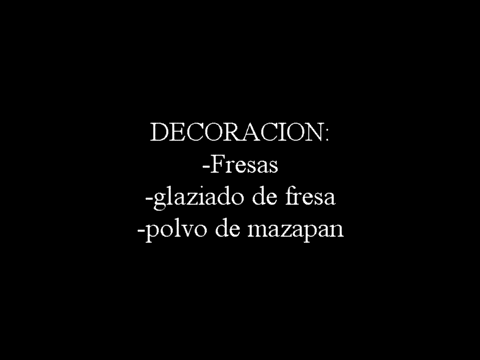 DECORACION:
-Fresas
-glaziado de fresa
-polvo de mazapan